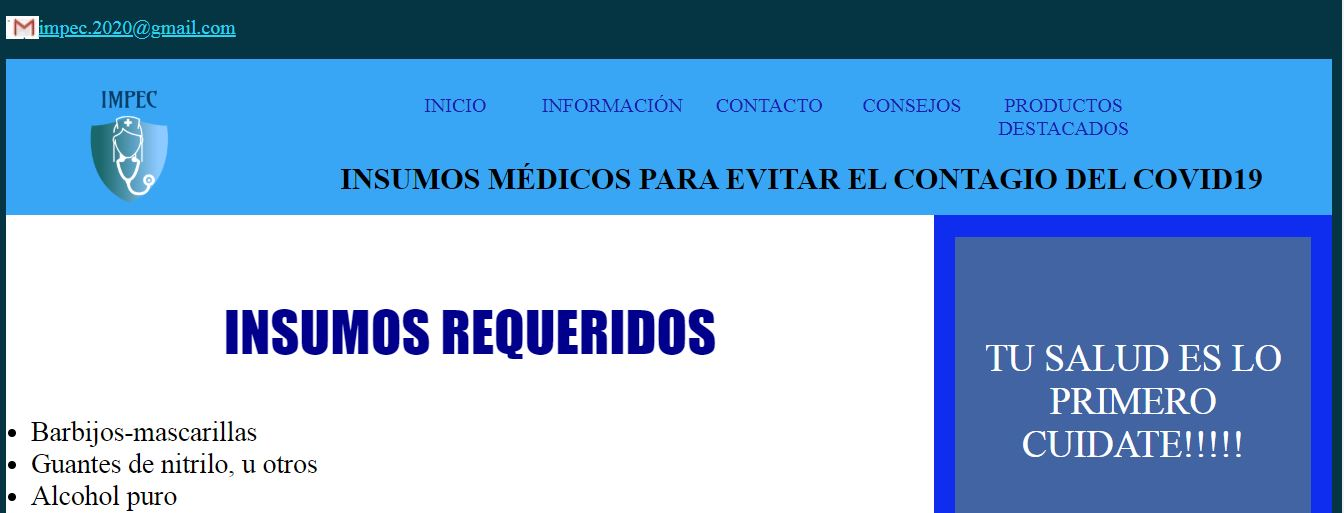 impec.2020@gmail.com
IMPEC
INICIO INFORMACIÓN CONTACTO CONSEJOS PRODUCTOS
DESTACADOS
INSUMOS MÉDICOS PARA EVITAR EL CONTAGIO DEL COVID19
INSUMOS REQUERIDOS
Barbijos-mascarillas
Guantes de nitrilo, u otros
Alcohol puro
TU SALUD ES LO
PRIMERO
CUIDATE!!!!!